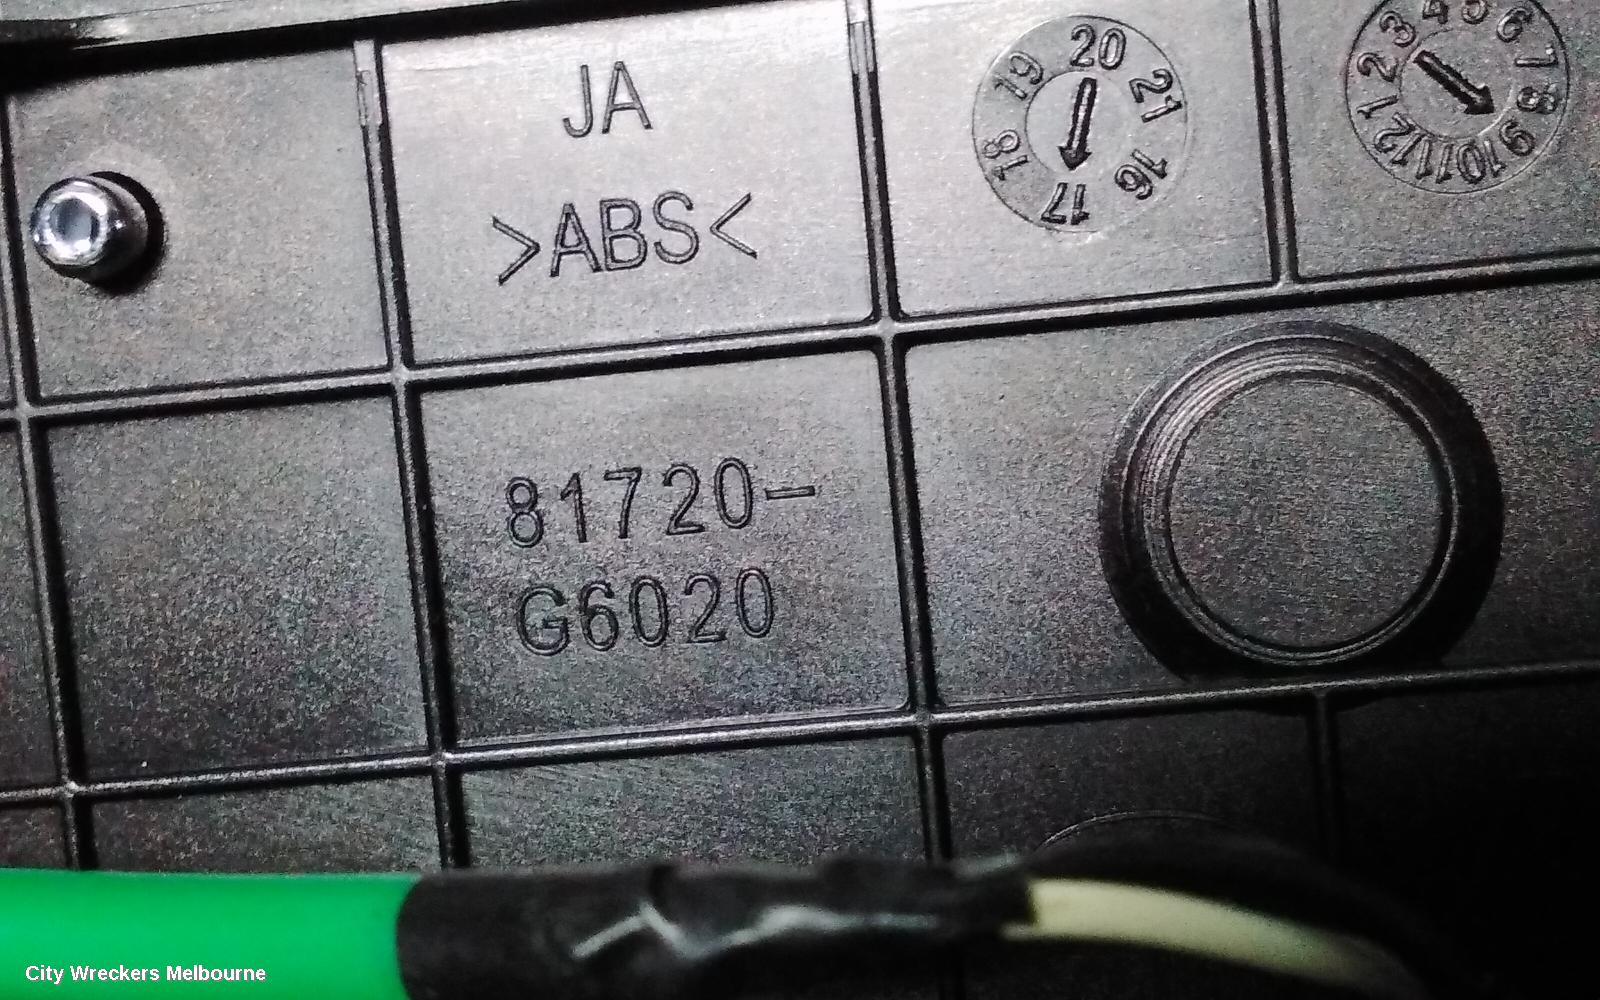 JA
>ABS<
16 17 18 19 20 21
1 2 3 4 5 6 7 8 9 10 11 12
81720-
G6020
City Wreckers Melbourne